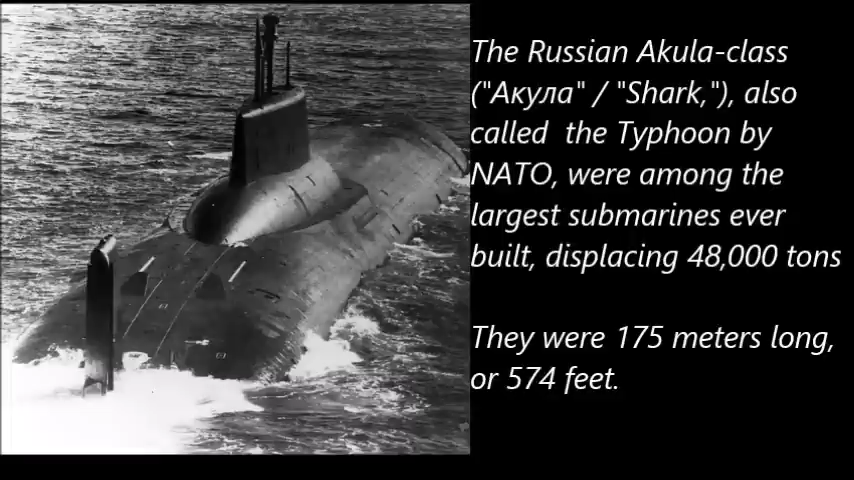 The Russian Akula-class
("Акула" / "Shark,"), also
called  the Typhoon by
NATO, were among the
largest submarines ever
built, displacing 48,000 tons
They were 175 meters long,
or 574 feet.